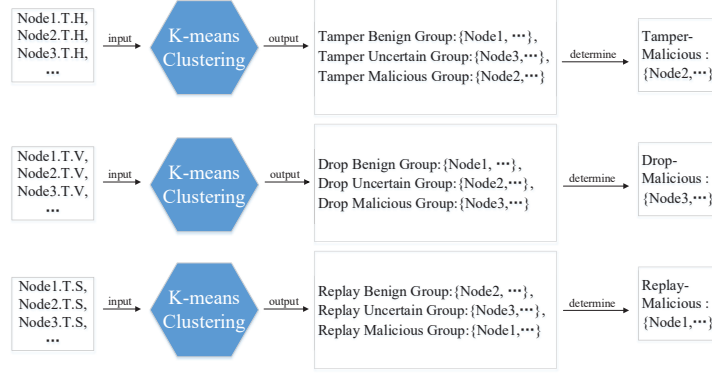 Node1.T.H,
Node2.T.H,
Node3.T.H,
...
input
K-means
Clustering
output
Tamper Benign Group:{Node1, ···},
Tamper Uncertain Group:{Node3,···},
Tamper Malicious Group:{Node2,···}
determine
Tamper-
Malicious :
{Node2,···}
Node1.T.V,
Node2.T.V,
Node3.T.V,
...
input
K-means
Clustering
output
Drop Benign Group:{Node1, ···},
Drop Uncertain Group:{Node2,···},
Drop Malicious Group:{Node3,···}
determine
Drop-
Malicious :
{Node3,···}
Node1.T.S,
Node2.T.S,
Node3.T.S,
...
input
K-means
Clustering
output
Replay Benign Group:{Node2, ···},
Replay Uncertain Group:{Node3,···},
Replay Malicious Group:{Node1,···}
determine
Replay-
Malicious :
{Node1,···}